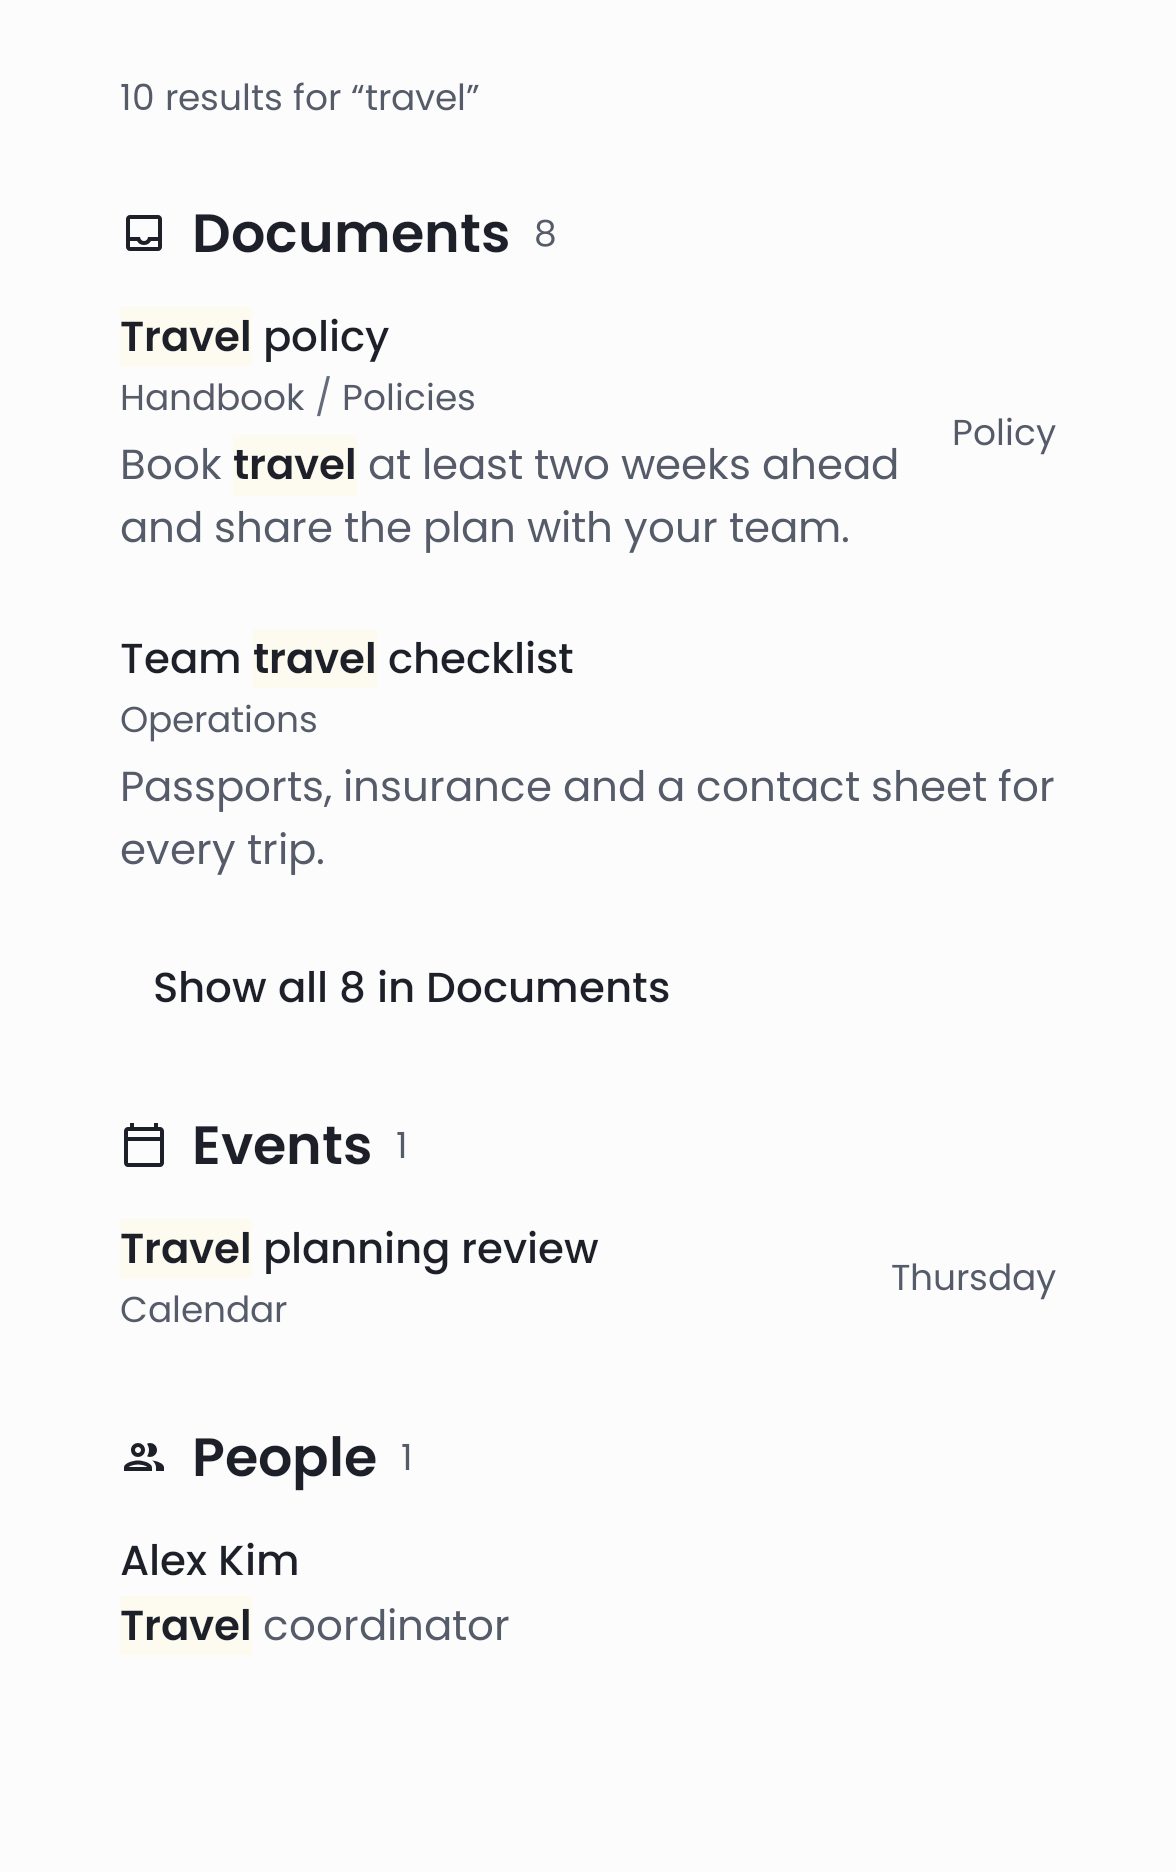 10 results for “travel”
Documents 8
Travel policy
Handbook / Policies
Book travel at least two weeks ahead
and share the plan with your team.
Policy
Team travel checklist
Operations
Passports, insurance and a contact sheet for
every trip.
Show all 8 in Documents
Events 1
Travel planning review
Calendar
Thursday
People 1
Alex Kim
Travel coordinator